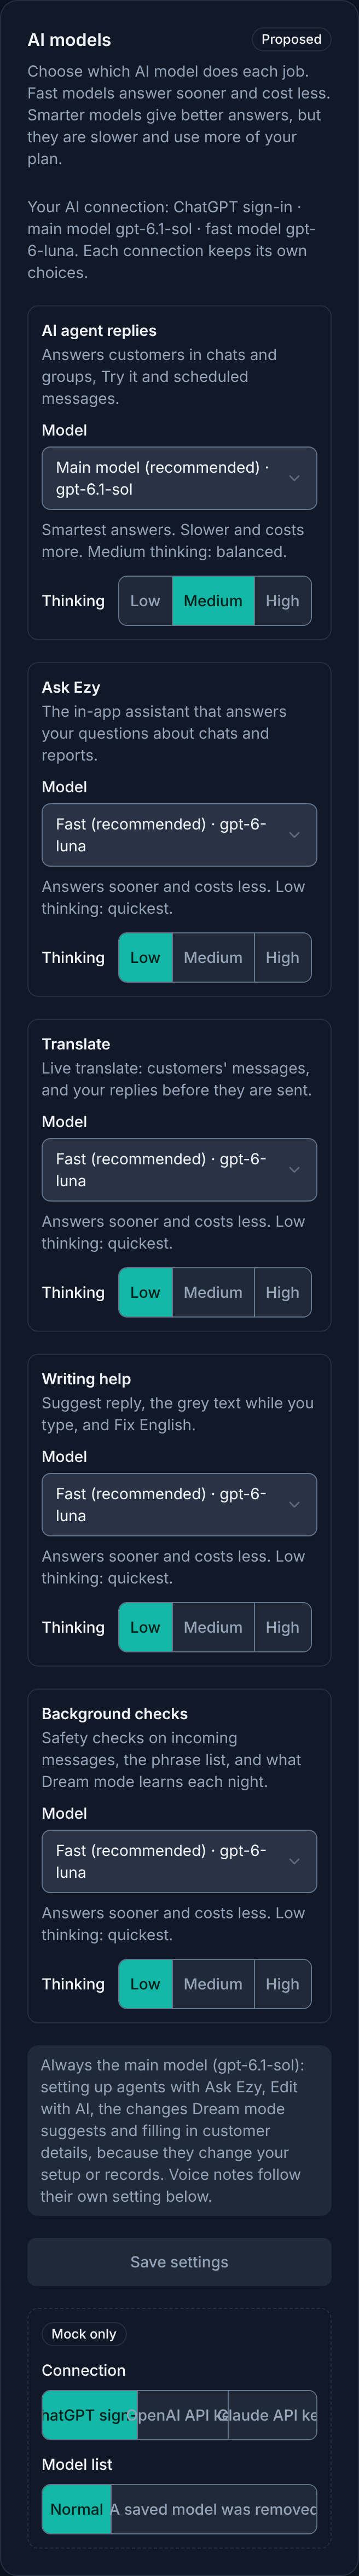 AI models
Proposed
Choose which AI model does each job.
Fast models answer sooner and cost less.
Smarter models give better answers, but
they are slower and use more of your
plan.
Your AI connection: ChatGPT sign-in ·
main model gpt-6.1-sol · fast model gpt-
6-luna. Each connection keeps its own
choices.
AI agent replies
Answers customers in chats and
groups, Try it and scheduled
messages.
Model
Main model (recommended) ·
gpt-6.1-sol
Smartest answers. Slower and costs
more. Medium thinking: balanced.
Thinking Low Medium High
Ask Ezy
The in-app assistant that answers
your questions about chats and
reports.
Model
Fast (recommended) · gpt-6-
luna
Answers sooner and costs less. Low
thinking: quickest.
Thinking Low Medium High
Translate
Live translate: customers' messages,
and your replies before they are sent.
Model
Fast (recommended) · gpt-6-
luna
Answers sooner and costs less. Low
thinking: quickest.
Thinking Low Medium High
Writing help
Suggest reply, the grey text while you
type, and Fix English.
Model
Fast (recommended) · gpt-6-
luna
Answers sooner and costs less. Low
thinking: quickest.
Thinking Low Medium High
Background checks
Safety checks on incoming
messages, the phrase list, and what
Dream mode learns each night.
Model
Fast (recommended) · gpt-6-
luna
Answers sooner and costs less. Low
thinking: quickest.
Thinking Low Medium High
Always the main model (gpt-6.1-sol):
setting up agents with Ask Ezy, Edit
with AI, the changes Dream mode
suggests and filling in customer
details, because they change your
setup or records. Voice notes follow
their own setting below.
Save settings
Mock only
Connection
hatGPT sign OpenAI API Claude API ke
Model list
Normal A saved model was removed